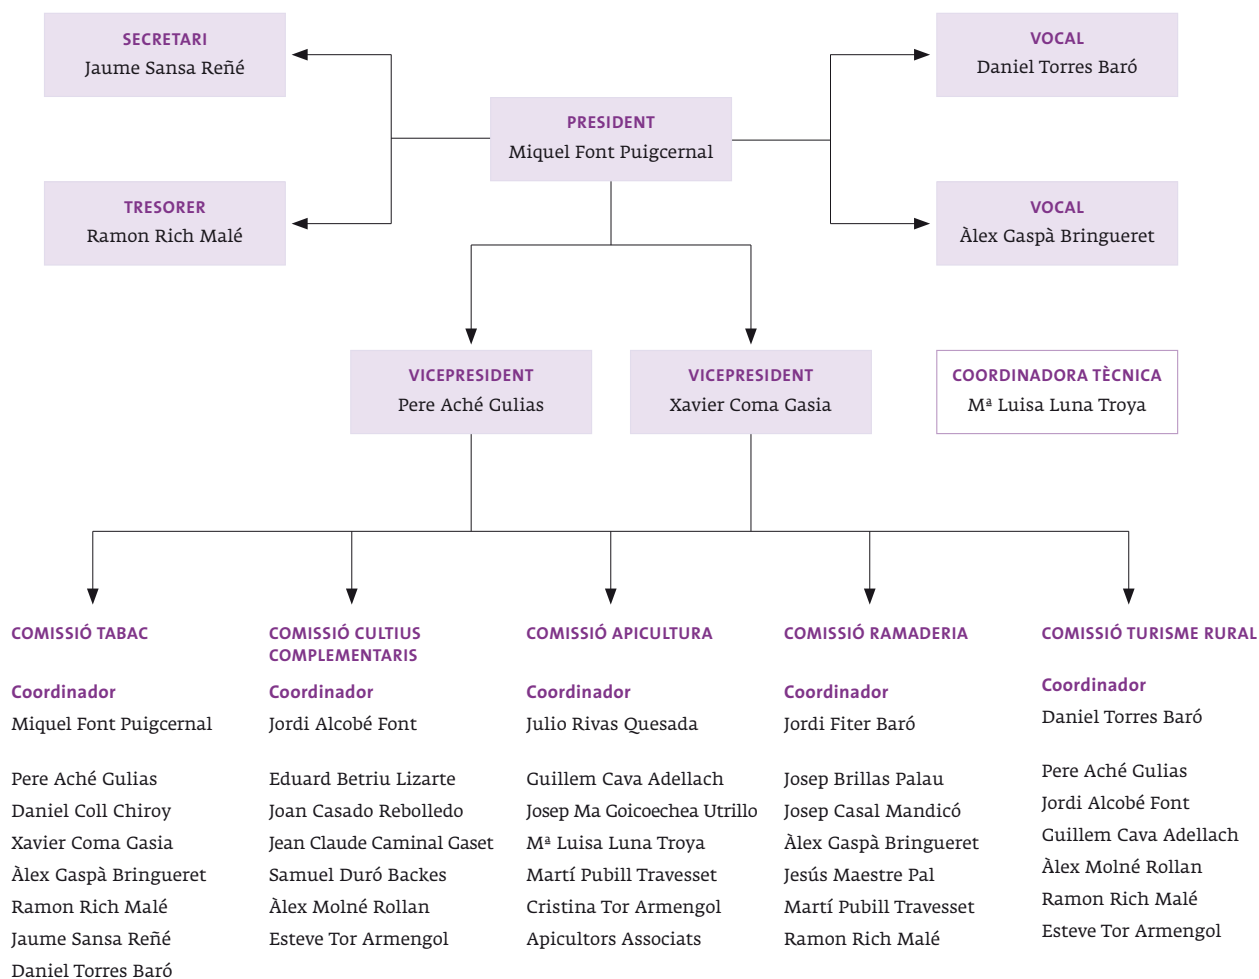 SECRETARI
Jaume Sansa Reñé
VOCAL
Daniel Torres Baró
PRESIDENT
Miquel Font Puigcernal
TRESORER
Ramon Rich Malé
VOCAL
Àlex Gaspà Bringueret
VICEPRESIDENT
Pere Aché Gulias
VICEPRESIDENT
Xavier Coma Gasia
COORDINADORA TÈCNICA
Mª Luisa Luna Troya
COMISSIÓ TABAC
Coordinador
Miquel Font Puigcernal
Pere Aché Gulias
Daniel Coll Chiroy
Xavier Coma Gasia
Àlex Gaspà Bringueret
Ramon Rich Malé
Jaume Sansa Reñé
Daniel Torres Baró
COMISSIÓ CULTIUS
COMPLEMENTARIS
Coordinador
Jordi Alcobé Font
Eduard Betriu Lizarte
Joan Casado Rebolledo
Jean Claude Caminal Gaset
Samuel Duró Backes
Àlex Molné Rollan
Esteve Tor Armengol
COMISSIÓ APICULTURA
Coordinador
Julio Rivas Quesada
Guillem Cava Adellach
Josep Ma Goicoechea Utrillo
Mª Luisa Luna Troya
Martí Pubill Travesset
Cristina Tor Armengol
Apicultors Associats
COMISSIÓ RAMADERIA
Coordinador
Jordi Fiter Baró
Josep Brillas Palau
Josep Casal Mandicó
Àlex Gaspà Bringueret
Jesús Maestre Pal
Martí Pubill Travesset
Ramon Rich Malé
COMISSIÓ TURISME RURAL
Coordinador
Daniel Torres Baró
Pere Aché Gulias
Jordi Alcobé Font
Guillem Cava Adellach
Àlex Molné Rollan
Ramon Rich Malé
Esteve Tor Armengol